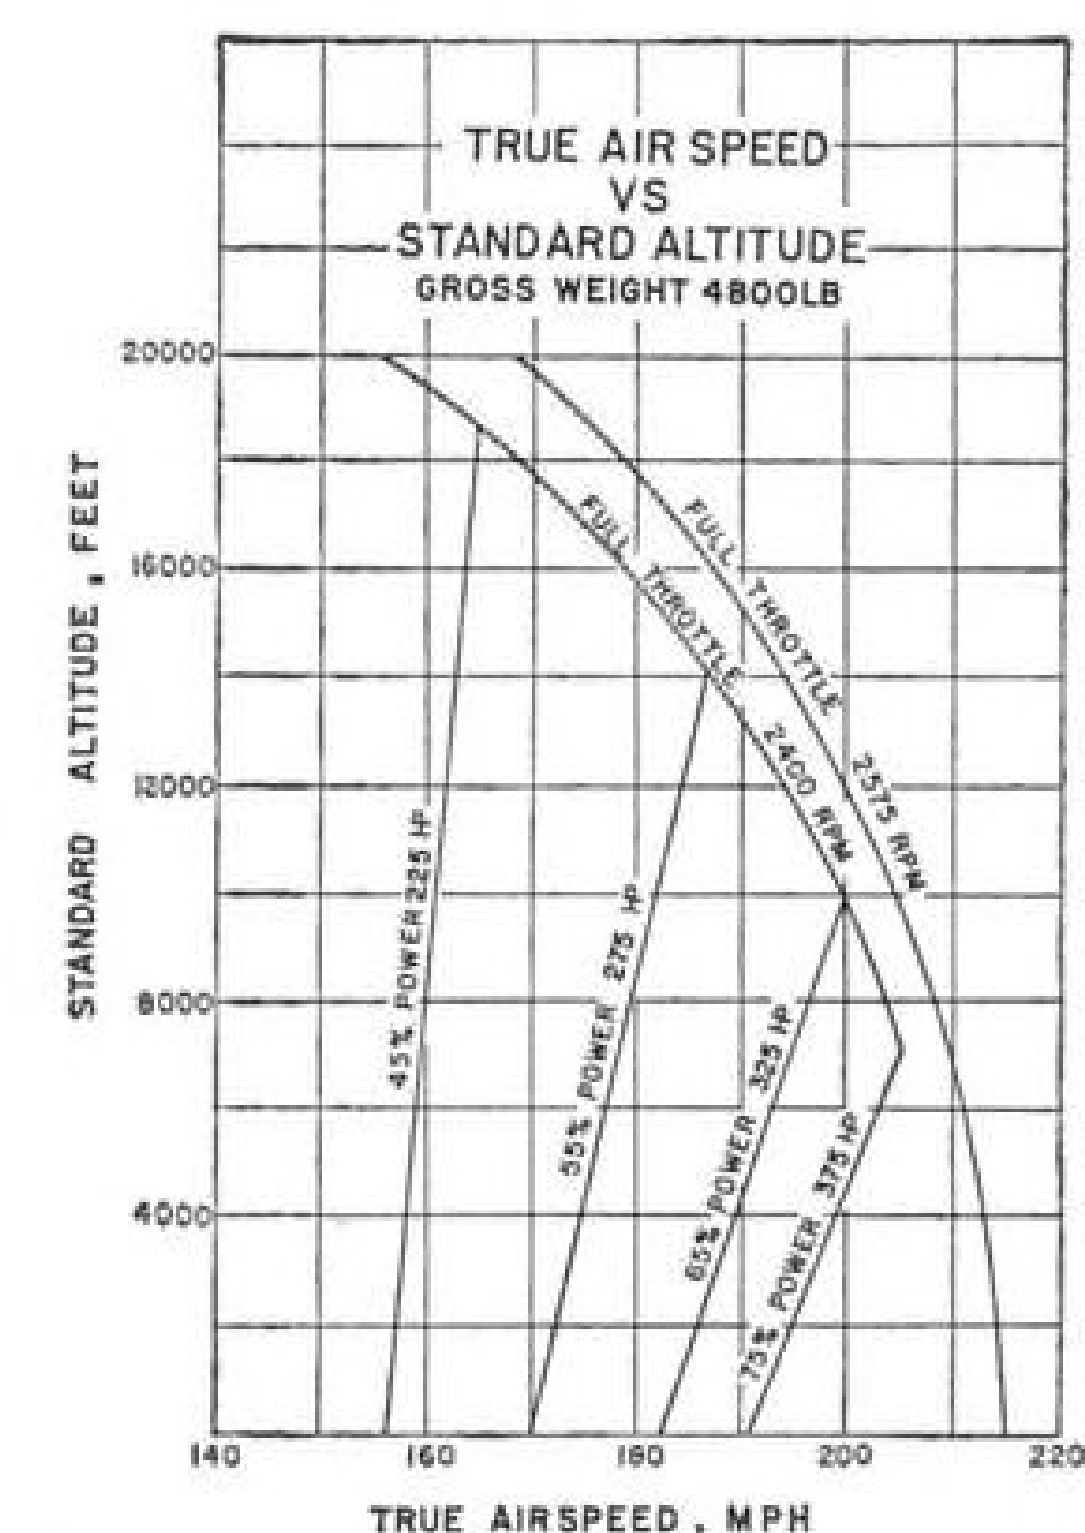 TRUE AIR SPEED
VS
STANDARD ALTITUDE
GROSS WEIGHT 4800LB
20000
16000
12000
8000
4000
STANDARD ALTITUDE, FEET
FULL THROTTLE 2400 RPM
FULL THROTTLE 2575 RPM
45% POWER 225 HP
55% POWER 275 HP
65% POWER 325 HP
75% POWER 375 HP
140 160 180 200 220
TRUE AIRSPEED, MPH